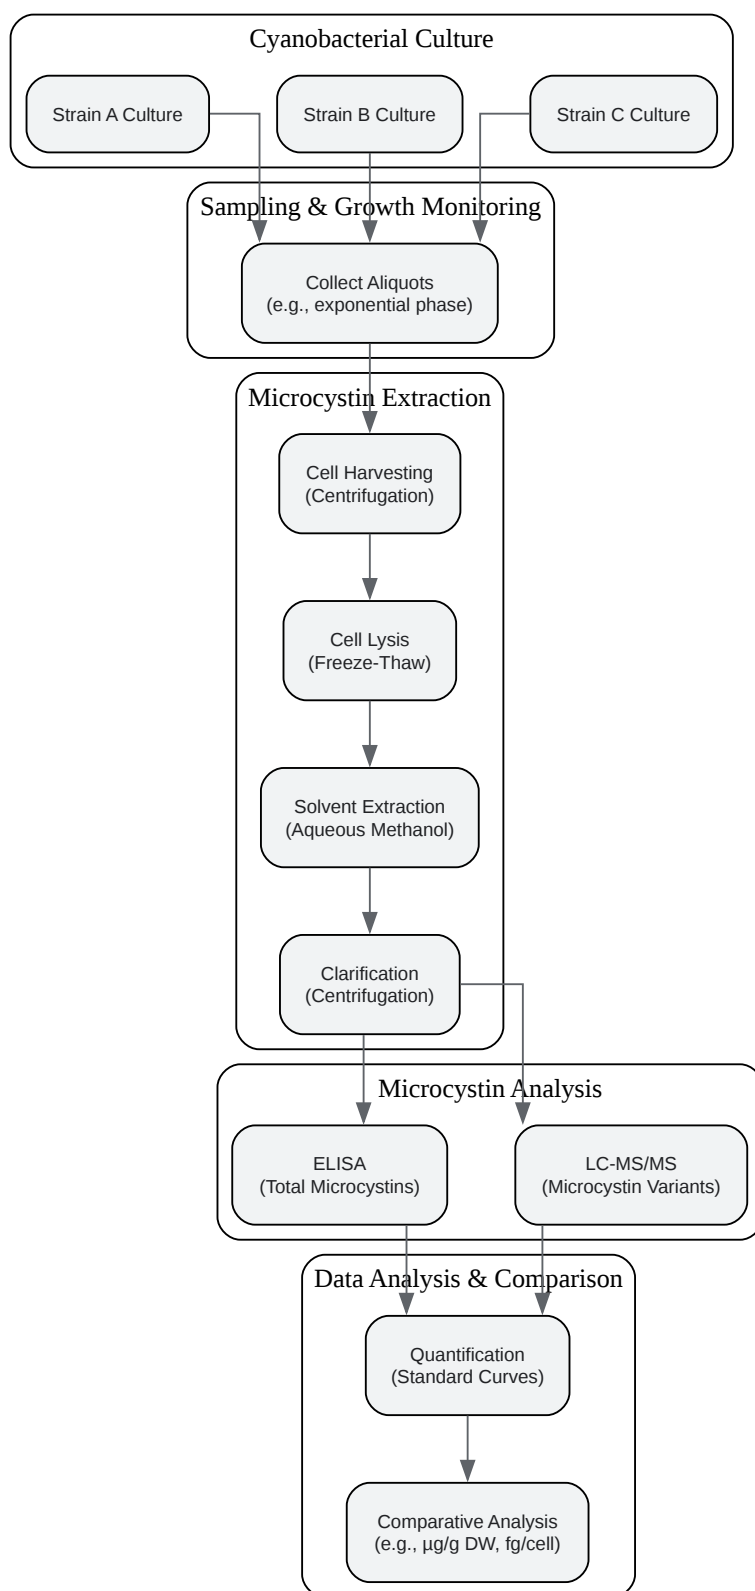 Cyanobacterial Culture
Strain A Culture
Strain B Culture
Strain C Culture
Sampling & Growth Monitoring
Collect Aliquots
(e.g., exponential phase)
Microcystin Extraction
Cell Harvesting
(Centrifugation)
Cell Lysis
(Freeze-Thaw)
Solvent Extraction
(Aqueous Methanol)
Clarification
(Centrifugation)
Microcystin Analysis
ELISA
(Total Microcystins)
LC-MS/MS
(Microcystin Variants)
Data Analysis & Comparison
Quantification
(Standard Curves)
Comparative Analysis
(e.g., µg/g DW, fg/cell)